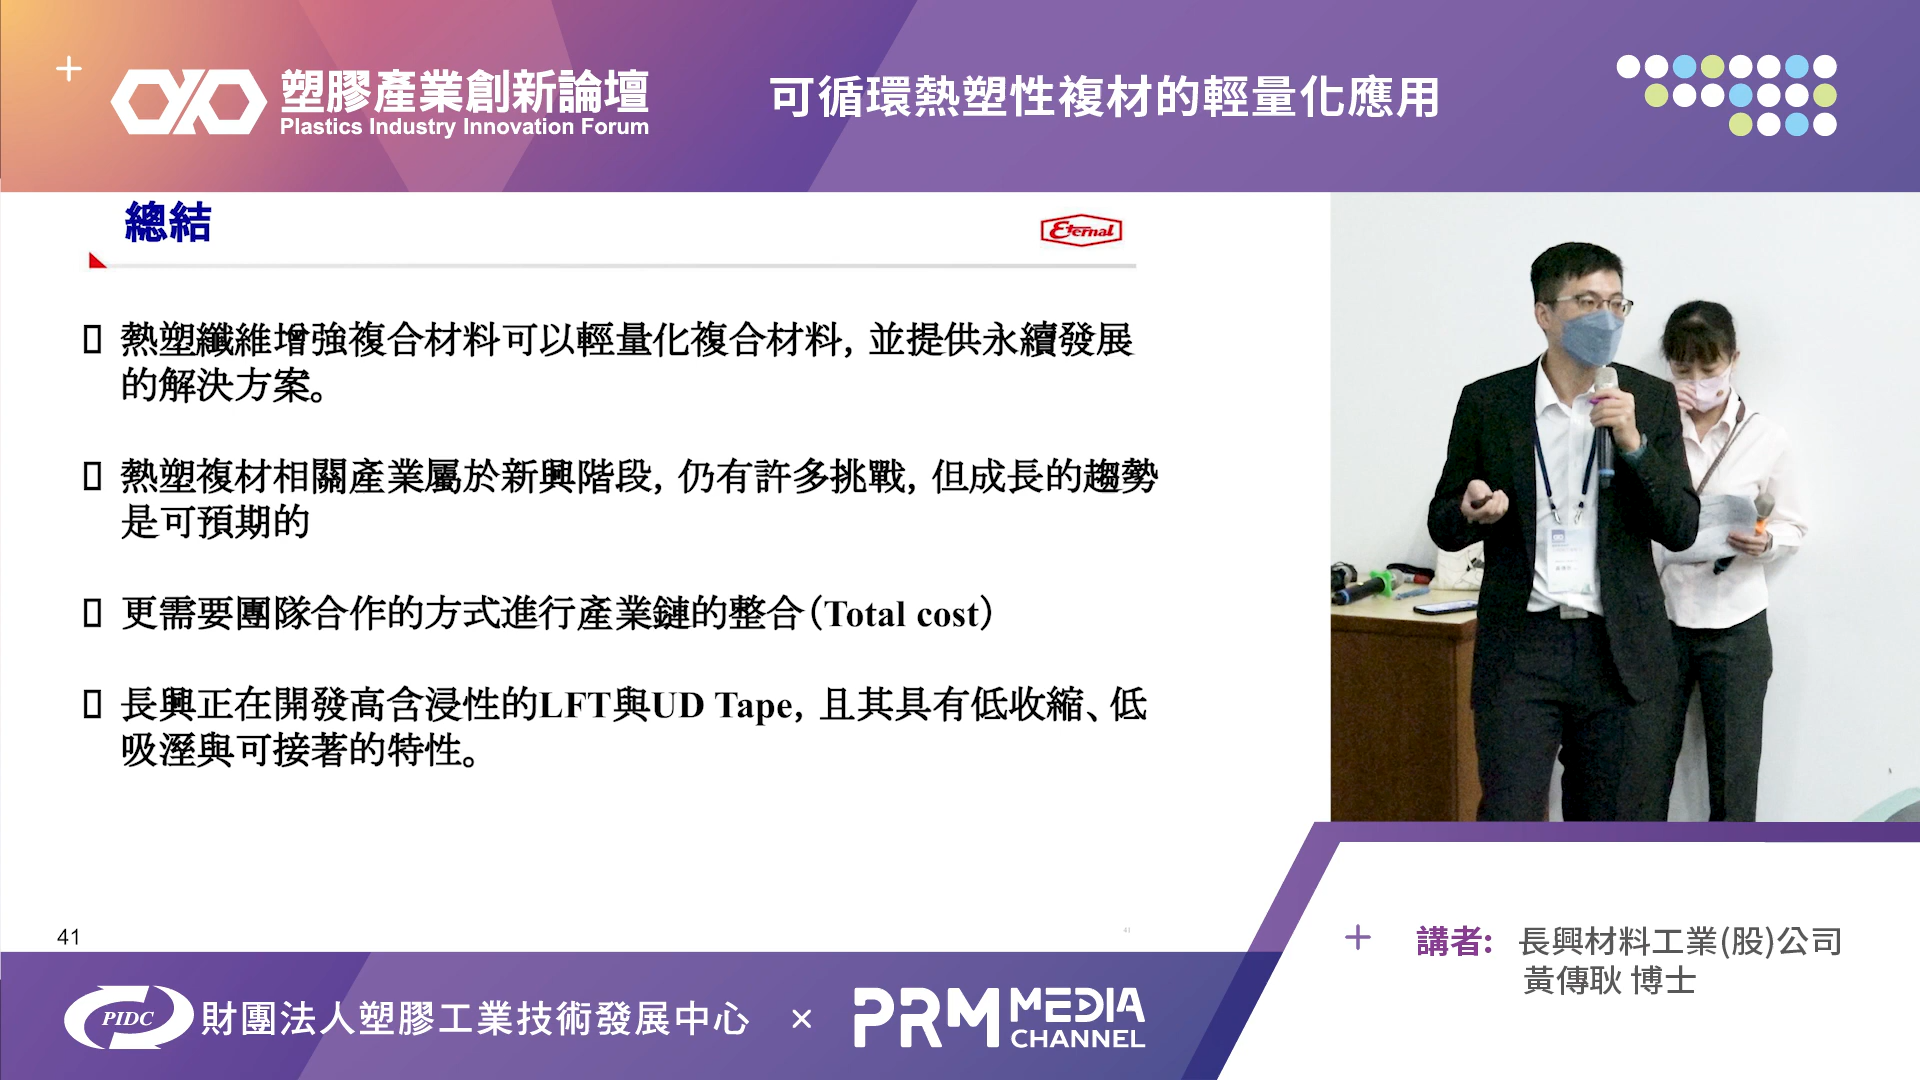 塑膠產業創新論壇
Plastics Industry Innovation Forum
可循環熱塑性複材的輕量化應用
總結
Eternal
熱塑纖維增強複合材料可以輕量化複合材料，並提供永續發展
的解決方案。
熱塑複材相關產業屬於新興階段，仍有許多挑戰，但成長的趨勢
是可預期的
更需要團隊合作的方式進行產業鏈的整合（Total cost）
長興正在開發高含浸性的LFT與UD Tape，且其具有低收縮、低
吸溼與可接著的特性。
41
41
講者: 長興材料工業(股)公司
黃傳耿 博士
PIDC 財團法人塑膠工業技術發展中心 × PRM MEDIA
CHANNEL